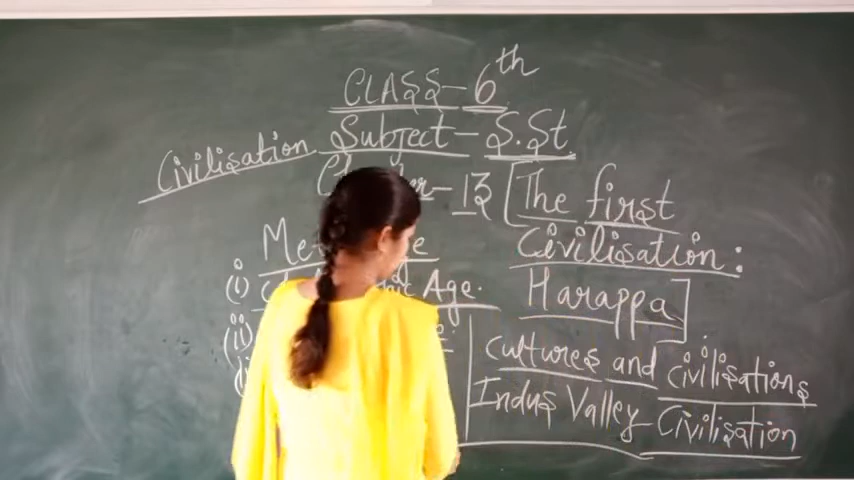 CLASS - 6th
Subject - S.St
Civilisation
- 13 [The first
Civilisation:
Harappa]
(i) Age.
(ii)
Cultures and civilisations
Indus Valley Civilisation